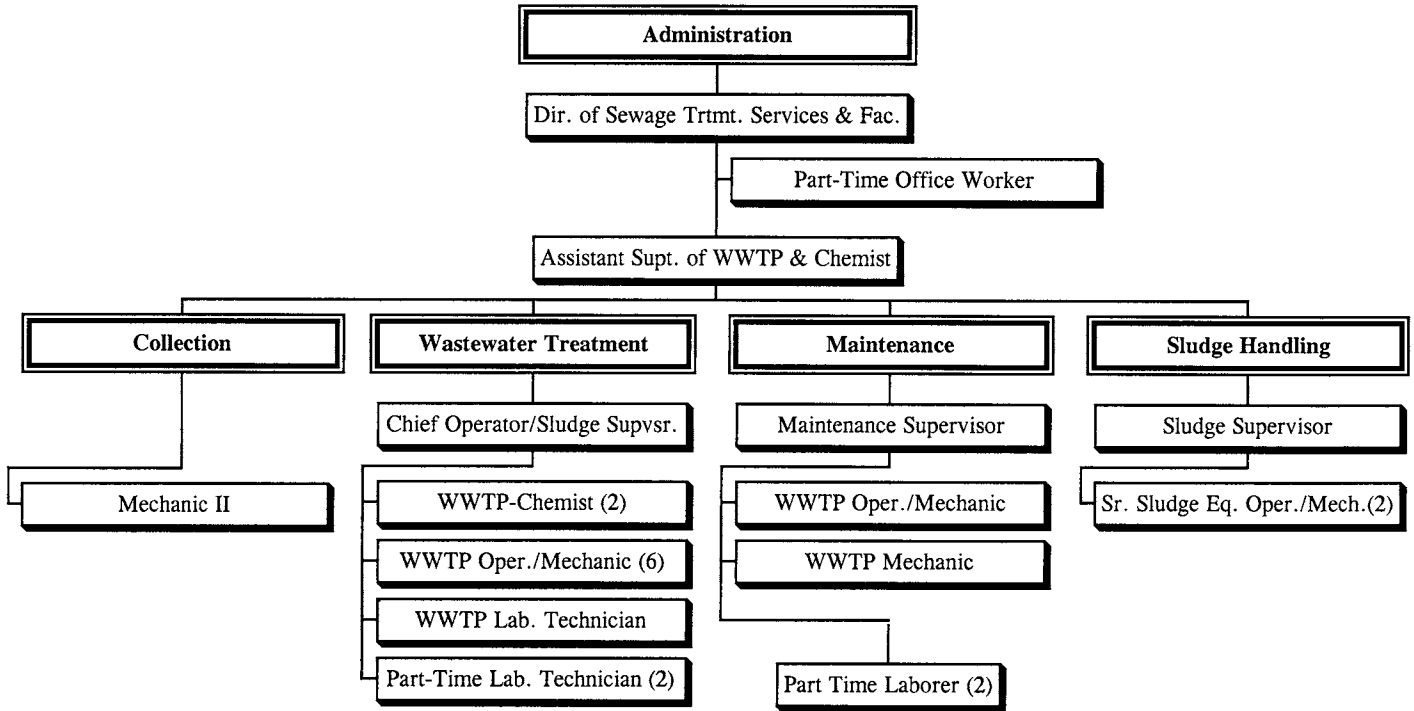 Administration
Dir. of Sewage Trtmt. Services & Fac.
Part-Time Office Worker
Assistant Supt. of WWTP & Chemist
Collection
Wastewater Treatment
Maintenance
Sludge Handling
Chief Operator/Sludge Supvsr.
Maintenance Supervisor
Sludge Supervisor
Mechanic II
WWTP-Chemist (2)
WWTP Oper./Mechanic
Sr. Sludge Eq. Oper./Mech.(2)
WWTP Oper./Mechanic (6)
WWTP Mechanic
WWTP Lab. Technician
Part-Time Lab. Technician (2)
Part Time Laborer (2)